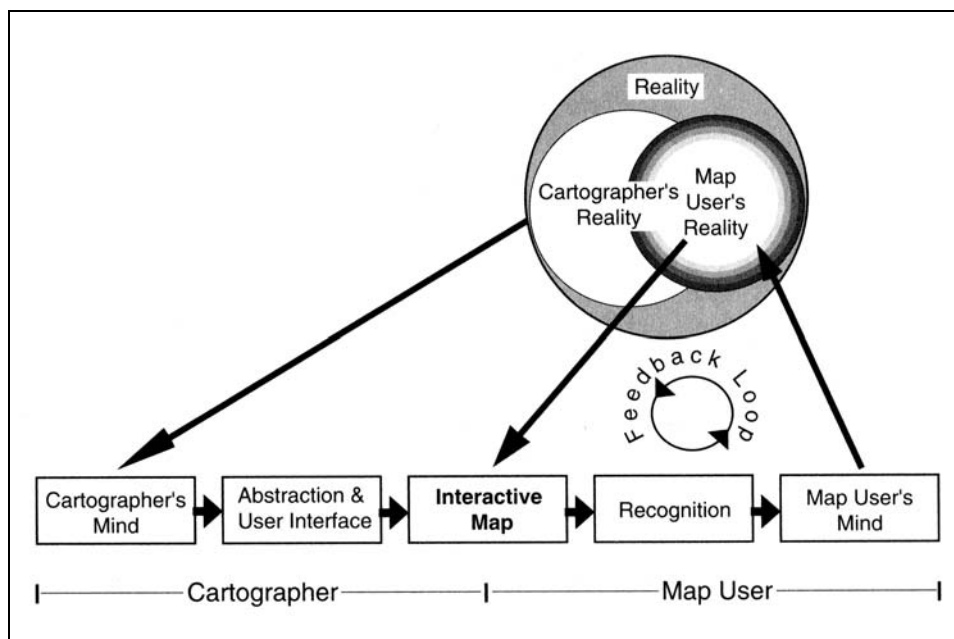 Reality
Cartographer's
Reality
Map
User's
Reality
Feedback Loop
Cartographer's
Mind
Abstraction &
User Interface
Interactive
Map
Recognition
Map User's
Mind
Cartographer
Map User